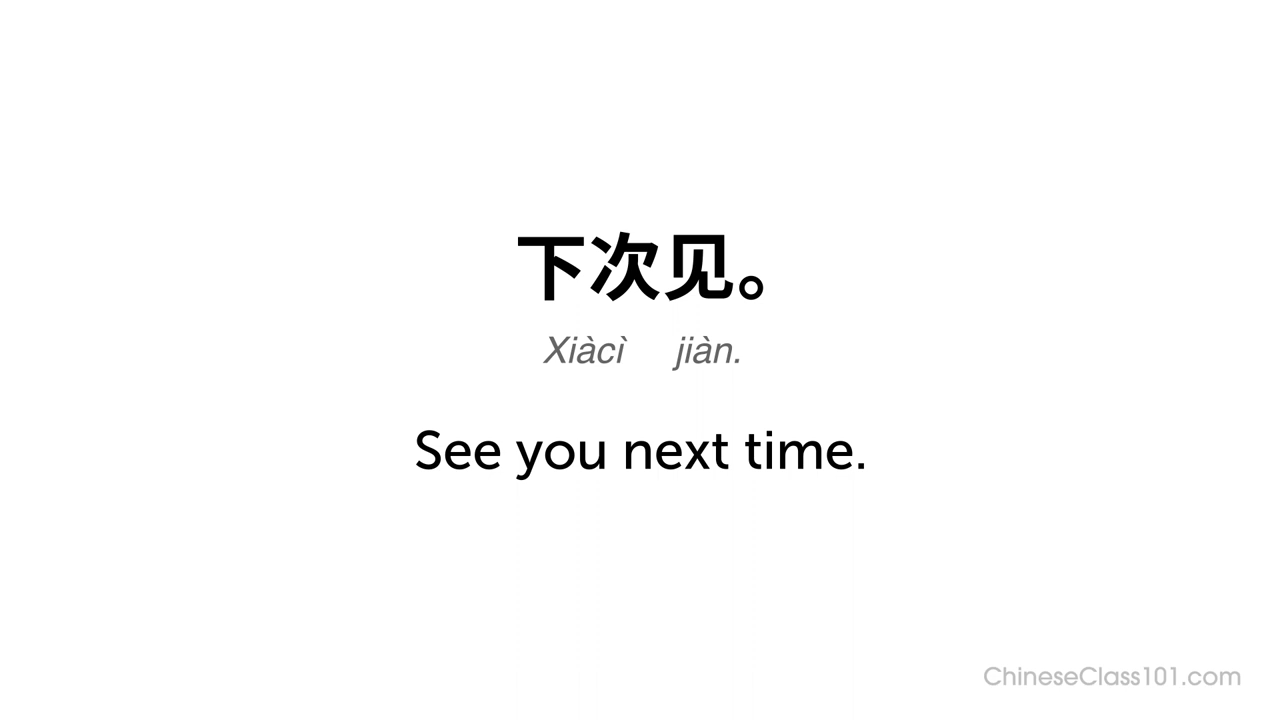 下次见。
Xiàcì jiàn.
See you next time.
ChineseClass101.com